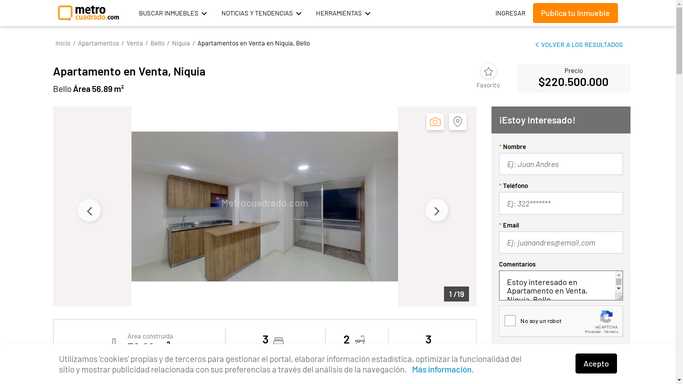 metro
cuadrado.com
BUSCAR INMUEBLES
NOTICIAS Y TENDENCIAS
HERRAMIENTAS
INGRESAR
Publica tu Inmueble
Inicio / Apartamentos / Venta / Bello / Niquia / Apartamentos en Venta en Niquia, Bello
VOLVER A LOS RESULTADOS
Apartamento en Venta, Niquia
Bello Área 56.89 m²
Favorito
Precio
$220.500.000
Metrocuadrado.com
1 /19
¡Estoy Interesado!
* Nombre
Ej: Juan Andres
* Teléfono
Ej: 322*******
* Email
Ej: juanandres@email.com
Comentarios
Estoy interesado en
Apartamento en Venta,
Niquia, Bello
No soy un robot
reCAPTCHA
Privacidad - Términos
Área construida
3
2
3
Utilizamos 'cookies' propias y de terceros para gestionar el portal, elaborar información estadística, optimizar la funcionalidad del
sitio y mostrar publicidad relacionada con sus preferencias a través del análisis de la navegación. Más información.
Acepto